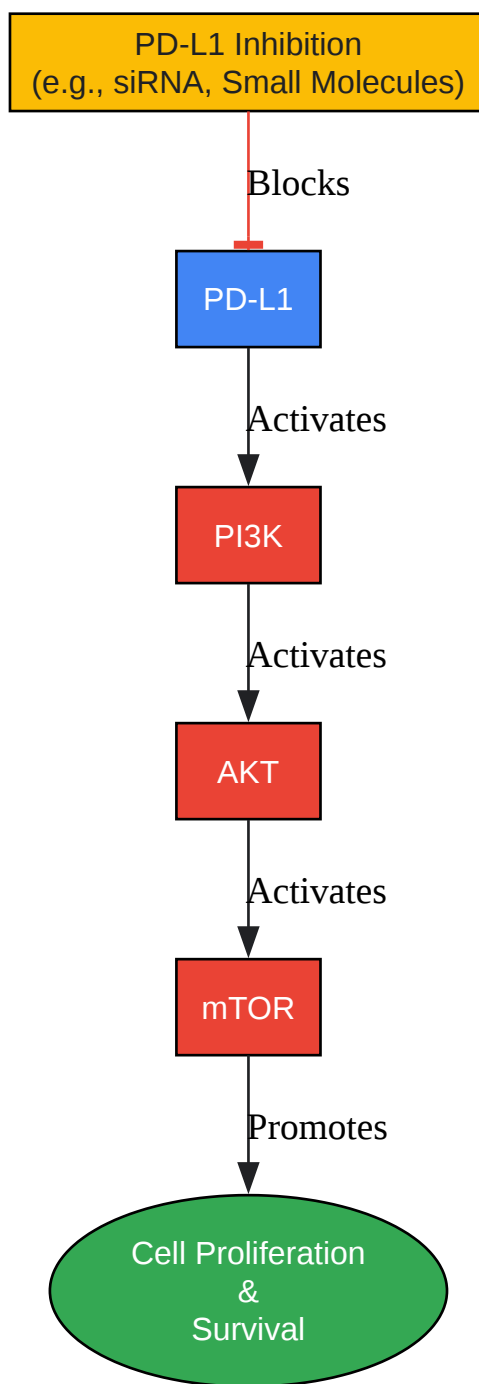 PD-L1 Inhibition
(e.g., siRNA, Small Molecules)
Blocks
PD-L1
Activates
PI3K
Activates
AKT
Activates
mTOR
Promotes
Cell Proliferation
&
Survival